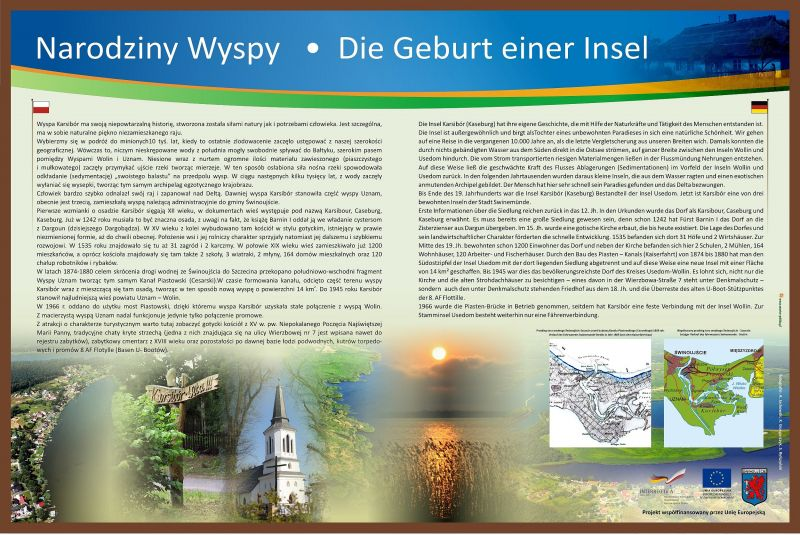 Narodziny Wyspy • Die Geburt einer Insel
Wyspa Karsibór ma swoją niepowtarzalną historię, stworzona została siłami natury jak i potrzebami człowieka. Jest szczególna,
ma w sobie naturalne piękno niezamieszkanego raju.
Wybierzmy się w podróż do minionych10 tyś. lat, kiedy to ostatnie zlodowacenie zaczęło ustępować z naszej szerokości
geograficznej. Wówczas to, niczym nieskrępowane wody z południa mogły swobodnie spływać do Bałtyku, szerokim pasem
pomiędzy Wyspami Wolin i Uznam. Niesione wraz z nurtem ogromne ilości materiału zawieszonego (piaszczystego
i mułkowatego) zaczęły przymykać ujście rzeki tworząc mierzeje. W ten sposób osłabiona siła nośna rzeki spowodowała
odkładanie (sedymentację) „swoistego balastu” na przedpolu wyspy. W ciągu następnych kilku tysięcy lat, z wody zaczęły
wyłaniać się wysepki, tworząc tym samym archipelag egzotycznego krajobrazu.
Człowiek bardzo szybko odnalazł swój raj i zapanował nad Deltą. Dawniej wyspa Karsibór stanowiła część wyspy Uznam,
obecnie jest trzecią, zamieszkałą wyspą należącą administracyjnie do gminy Świnoujście.
Pierwsze wzmianki o osadzie Karsibór sięgają XII wieku, w dokumentach wieś występuje pod nazwą Karsibour, Caseburg,
Kaseburg. Już w 1242 roku musiała to być znaczna osada, z uwagi na fakt, że książę Barnin I oddał ją we władanie cystersom
z Dargun (dzisiejszego Dargobądza). W XV wieku z kolei wybudowano tam kościół w stylu gotyckim, istniejący w prawie
niezmienionej formie, aż do chwili obecnej. Położenie wsi i jej rolniczy charakter sprzyjały natomiast jej dalszemu i szybkiemu
rozwojowi. W 1535 roku znajdowało się tu aż 31 zagród i 2 karczmy. W połowie XIX wieku wieś zamieszkiwało już 1200
mieszkańców, a oprócz kościoła znajdowały się tam także 2 szkoły, 3 wiatraki, 2 młyny, 164 domów mieszkalnych oraz 120
chałup robotników i rybaków.
W latach 1874-1880 celem skrócenia drogi wodnej ze Świnoujścia do Szczecina przekopano południowo-wschodni fragment
Wyspy Uznam tworząc tym samym Kanał Piastowski (Cesarski).W czasie formowania kanału, odcięto część terenu wyspy
Karsibór wraz z mieszczącą się tam osadą, tworząc w ten sposób nową wyspę o powierzchni 14 km². Do 1945 roku Karsibór
stanowił najludniejszą wieś powiatu Uznam – Wolin.
W 1966 r. oddano do użytku most Piastowski, dzięki któremu wyspa Karsibór uzyskała stałe połączenie z wyspą Wolin.
Z macierzystą wyspą Uznam nadal funkcjonuje jedynie tylko połączenie promowe.
Z atrakcji o charakterze turystycznym warto tutaj zobaczyć gotycki kościół z XV w. pw. Niepokalanego Poczęcia Najświętszej
Marii Panny, tradycyjne chaty kryte strzechą (jedna z nich znajdująca się na ulicy Wierzbowej nr 7 jest wpisana nawet do
rejestru zabytków), zabytkowy cmentarz z XVIII wieku oraz pozostałości po dawnej bazie łodzi podwodnych, kutrów torpedo-
wych i promów 8 AF Flotylle (Basen U- Bootów).
Die Insel Karsibór (Kaseburg) hat ihre eigene Geschichte, die mit Hilfe der Naturkräfte und Tätigkeit des Menschen entstanden ist.
Die Insel ist außergewöhnlich und birgt alsTochter eines unbewohnten Paradieses in sich eine natürliche Schönheit. Wir gehen
auf eine Reise in die vergangenen 10.000 Jahre an, als die letzte Vergletscherung aus unseren Breiten wich. Damals konnten die
durch nichts gebändigten Wasser aus dem Süden direkt in die Ostsee strömen, auf ganzer Breite zwischen den Inseln Wollin und
Usedom hindurch. Die vom Strom transportierten riesigen Materialmengen ließen in der Flussmündung Nehrungen entstehen.
Auf diese Weise ließ die geschwächte Kraft des Flusses Ablagerungen (Sedimentationen) im Vorfeld der Inseln Wollin und
Usedom zurück. In den folgenden Jahrtausenden wurden daraus kleine Inseln, die aus dem Wasser ragten und einen exotischen
anmutenden Archipel gebildet. Der Mensch hat hier sehr schnell sein Paradies gefunden und das Delta bezwungen.
Bis Ende des 19. Jahrhunderts war die Insel Karsibór (Kaseburg) Bestandteil der Insel Usedom. Jetzt ist Karsibór eine von drei
bewohnten Inseln der Stadt Swinemünde.
Erste Informationen über die Siedlung reichen zurück in das 12. Jh. In den Urkunden wurde das Dorf als Karsibour, Caseburg und
Kaseburg erwähnt. Es muss bereits eine große Siedlung gewesen sein, denn schon 1242 hat Fürst Barnin I das Dorf an die
Zisterzienser aus Dargun übergeben. Im 15. Jh. wurde eine gotische Kirche erbaut, die bis heute existiert. Die Lage des Dorfes und
sein landwirtschaftlicher Charakter förderten die schnelle Entwicklung. 1535 befanden sich dort 31 Höfe und 2 Wirtshäuser. Zur
Mitte des 19.Jh. bewohnten schon 1200 Einwohner das Dorf und neben der Kirche befanden sich hier 2 Schulen, 2 Mühlen, 164
Wohnhäuser, 120 Arbeiter- und Fischerhäuser. Durch den Bau des Piasten – Kanals (Kaiserfahrt) von 1874 bis 1880 hat man den
Südostzipfel der Insel Usedom mit der dort liegenden Siedlung abgetrennt und auf diese Weise eine neue Insel mit einer Fläche
von 14 km² geschaffen. Bis 1945 war dies das bevölkerungsreichste Dorf des Kreises Usedom-Wollin. Es lohnt sich, nicht nur die
Kirche und die alten Strohdachhäuser zu besichtigen – eines davon in der Wierzbowa-Straße 7 steht unter Denkmalschutz –
sondern auch den unter Denkmalschutz stehenden Friedhof aus dem 18. Jh. und die Überreste des alten U-Boot-Stützpunktes
der 8. AF Flottille.
1966 wurde die Piasten-Brücke in Betrieb genommen, seitdem hat Karsibór eine feste Verbindung mit der Insel Wollin. Zur
Stamminsel Usedom besteht weiterhin nur eine Fährenverbindung.
ŚWINOUJŚCIE
MIĘDZYZDROJE
UZNAM
Karsibór
UNIA EUROPEJSKA
Projekt współfinansowany przez Unię Europejską